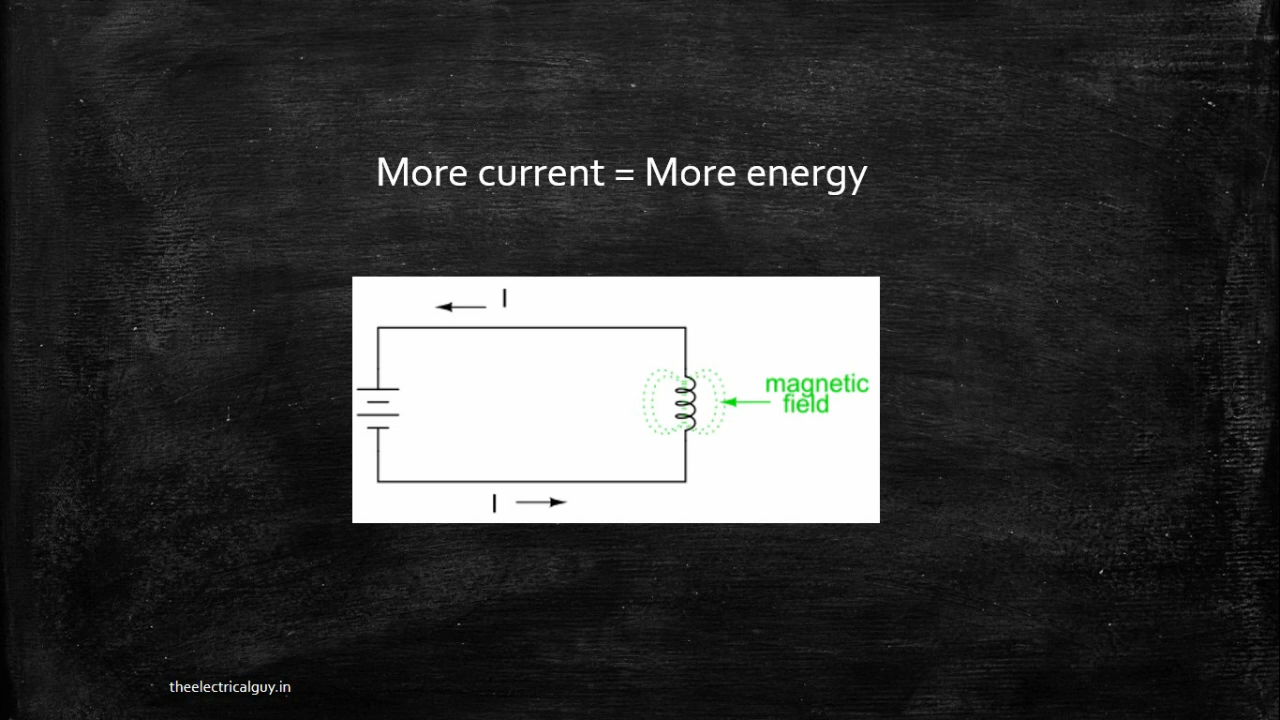 More current = More energy
I
magnetic
field
I
theelectricalguy.in